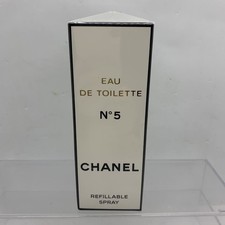 EAU
DE TOILETTE
N°5
CHANEL
REFILLABLE
SPRAY